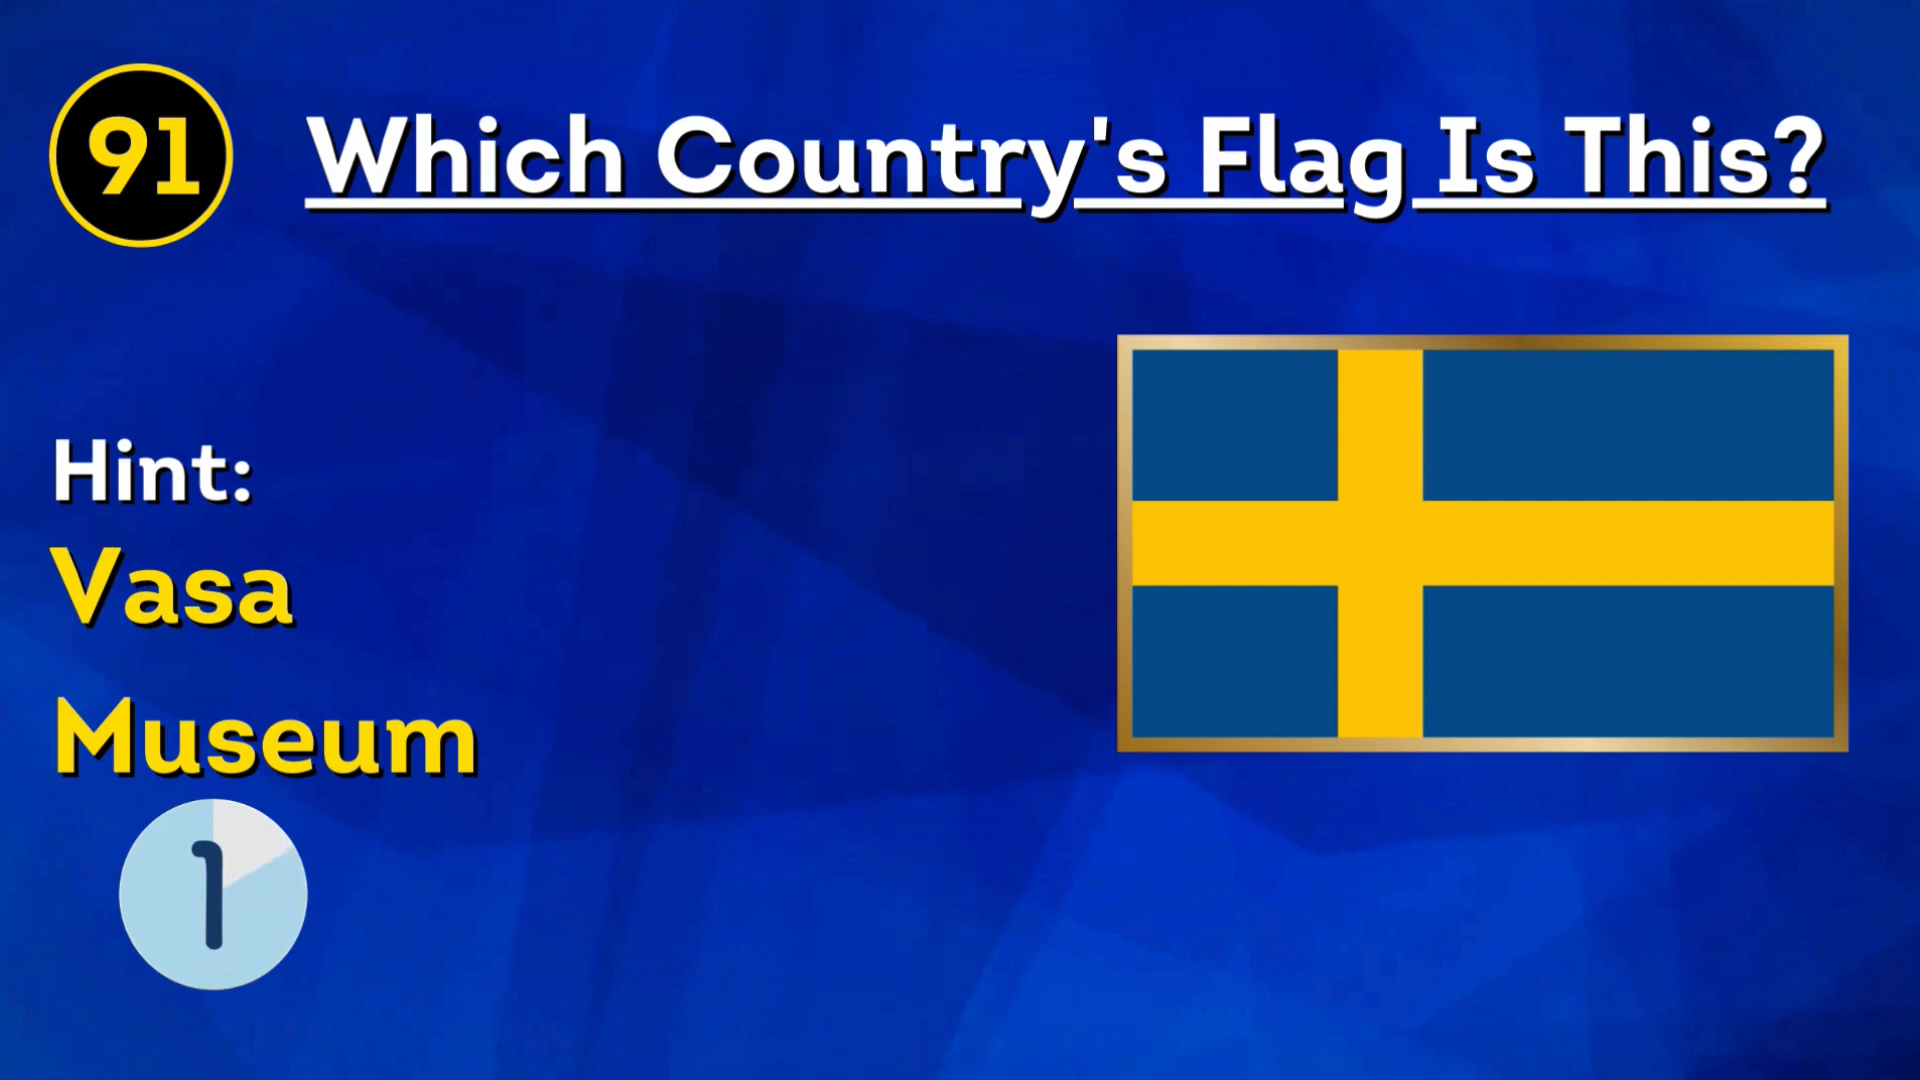 91
Which Country's Flag Is This?
Hint:
Vasa
Museum
1